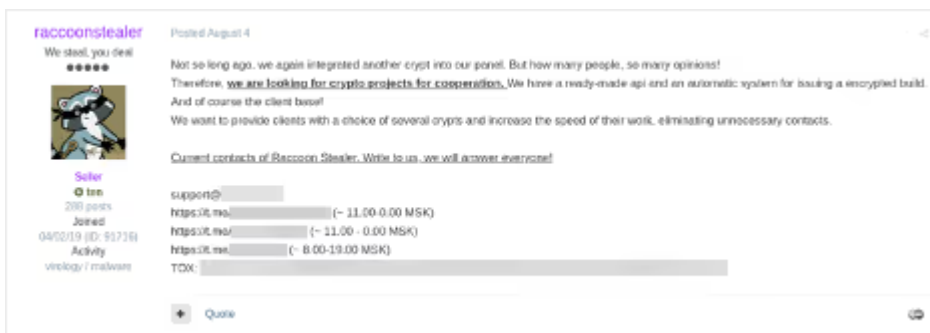 raccoonstealer
We steal, you deal
Posted August 4
Not so long ago, we again integrated another crypt into our panel. But how many people, so many opinions!
Therefore, we are looking for crypto projects for cooperation. We have a ready-made api and an automatic system for issuing a encrypted build.
And of course the client base!
We want to provide clients with a choice of several crypts and increase the speed of their work, eliminating unnecessary contacts.
Current contacts of Raccoon Stealer. Write to us, we will answer everyone!
support@
https://t.me/ (~ 11.00-0.00 MSK)
https://t.me/ (~ 11.00 - 0.00 MSK)
https://t.me/ (~ 8.00-19.00 MSK)
TOX:
Seller
288 posts
Joined
04/02/19 (ID: 91716)
Activity
virology / malware
+ Quote